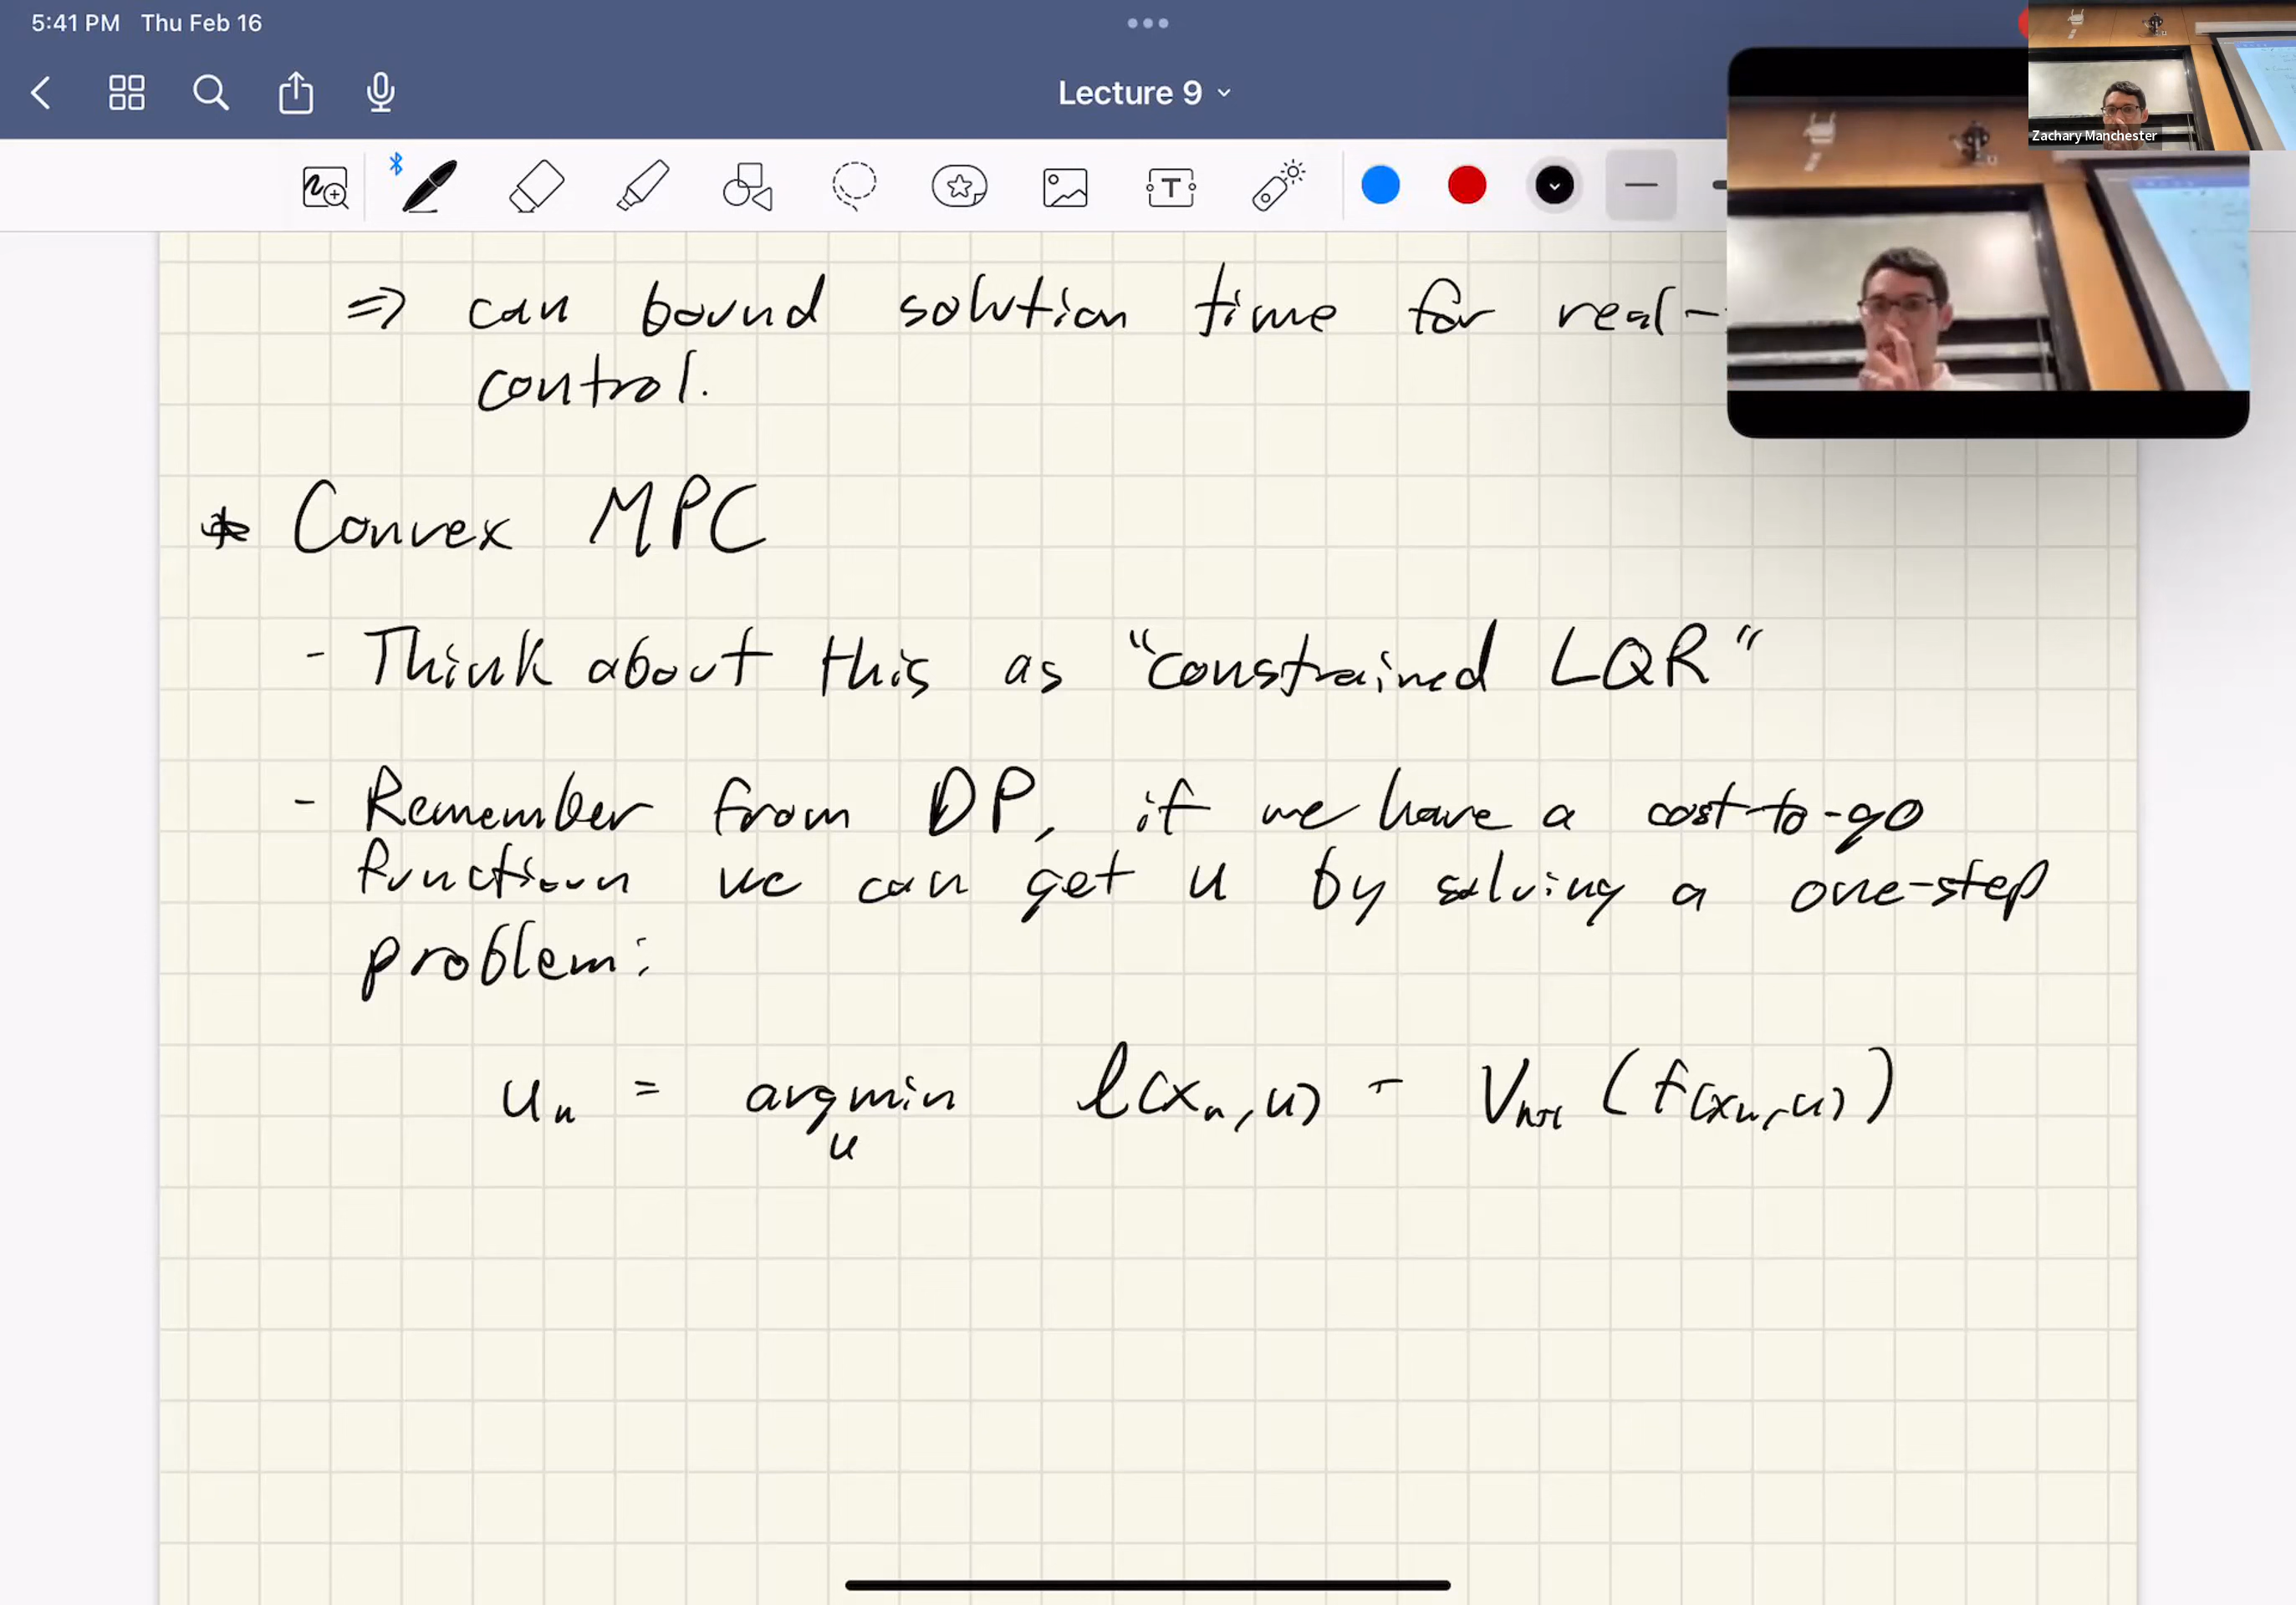 5:41 PM Thu Feb 16
Lecture 9
Zachary Manchester
⇒ can bound solution time for real-
control.
* Convex MPC
- Think about this as "constrained LQR"
- Remember from DP, if we have a cost-to-go
function we can get u by solving a one-step
problem:
uₙ = argmin ℓ(xₙ, u) + Vₙ₊₁(f(xₙ, u))
u